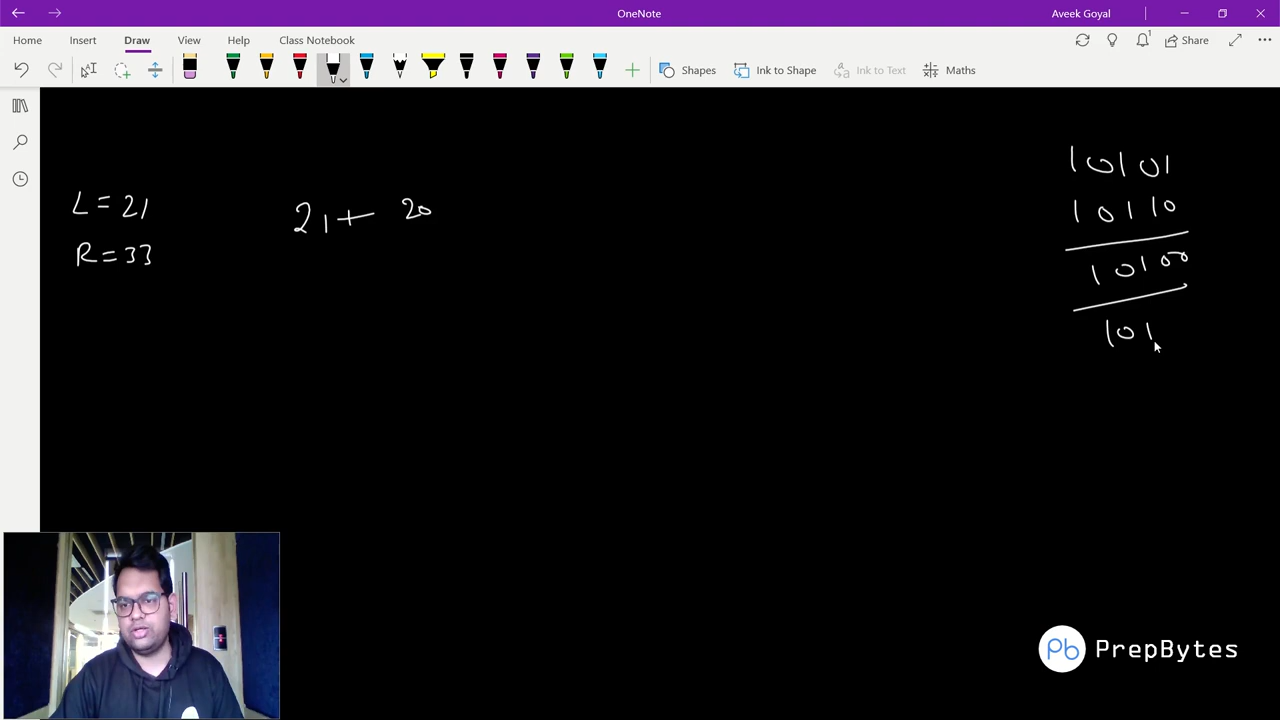 OneNote
Aveek Goyal
Home Insert Draw View Help Class Notebook
Share
Shapes Ink to Shape Ink to Text Maths
L = 21
R = 33
21 + 20
10101
10110
10100
101
Pb PrepBytes